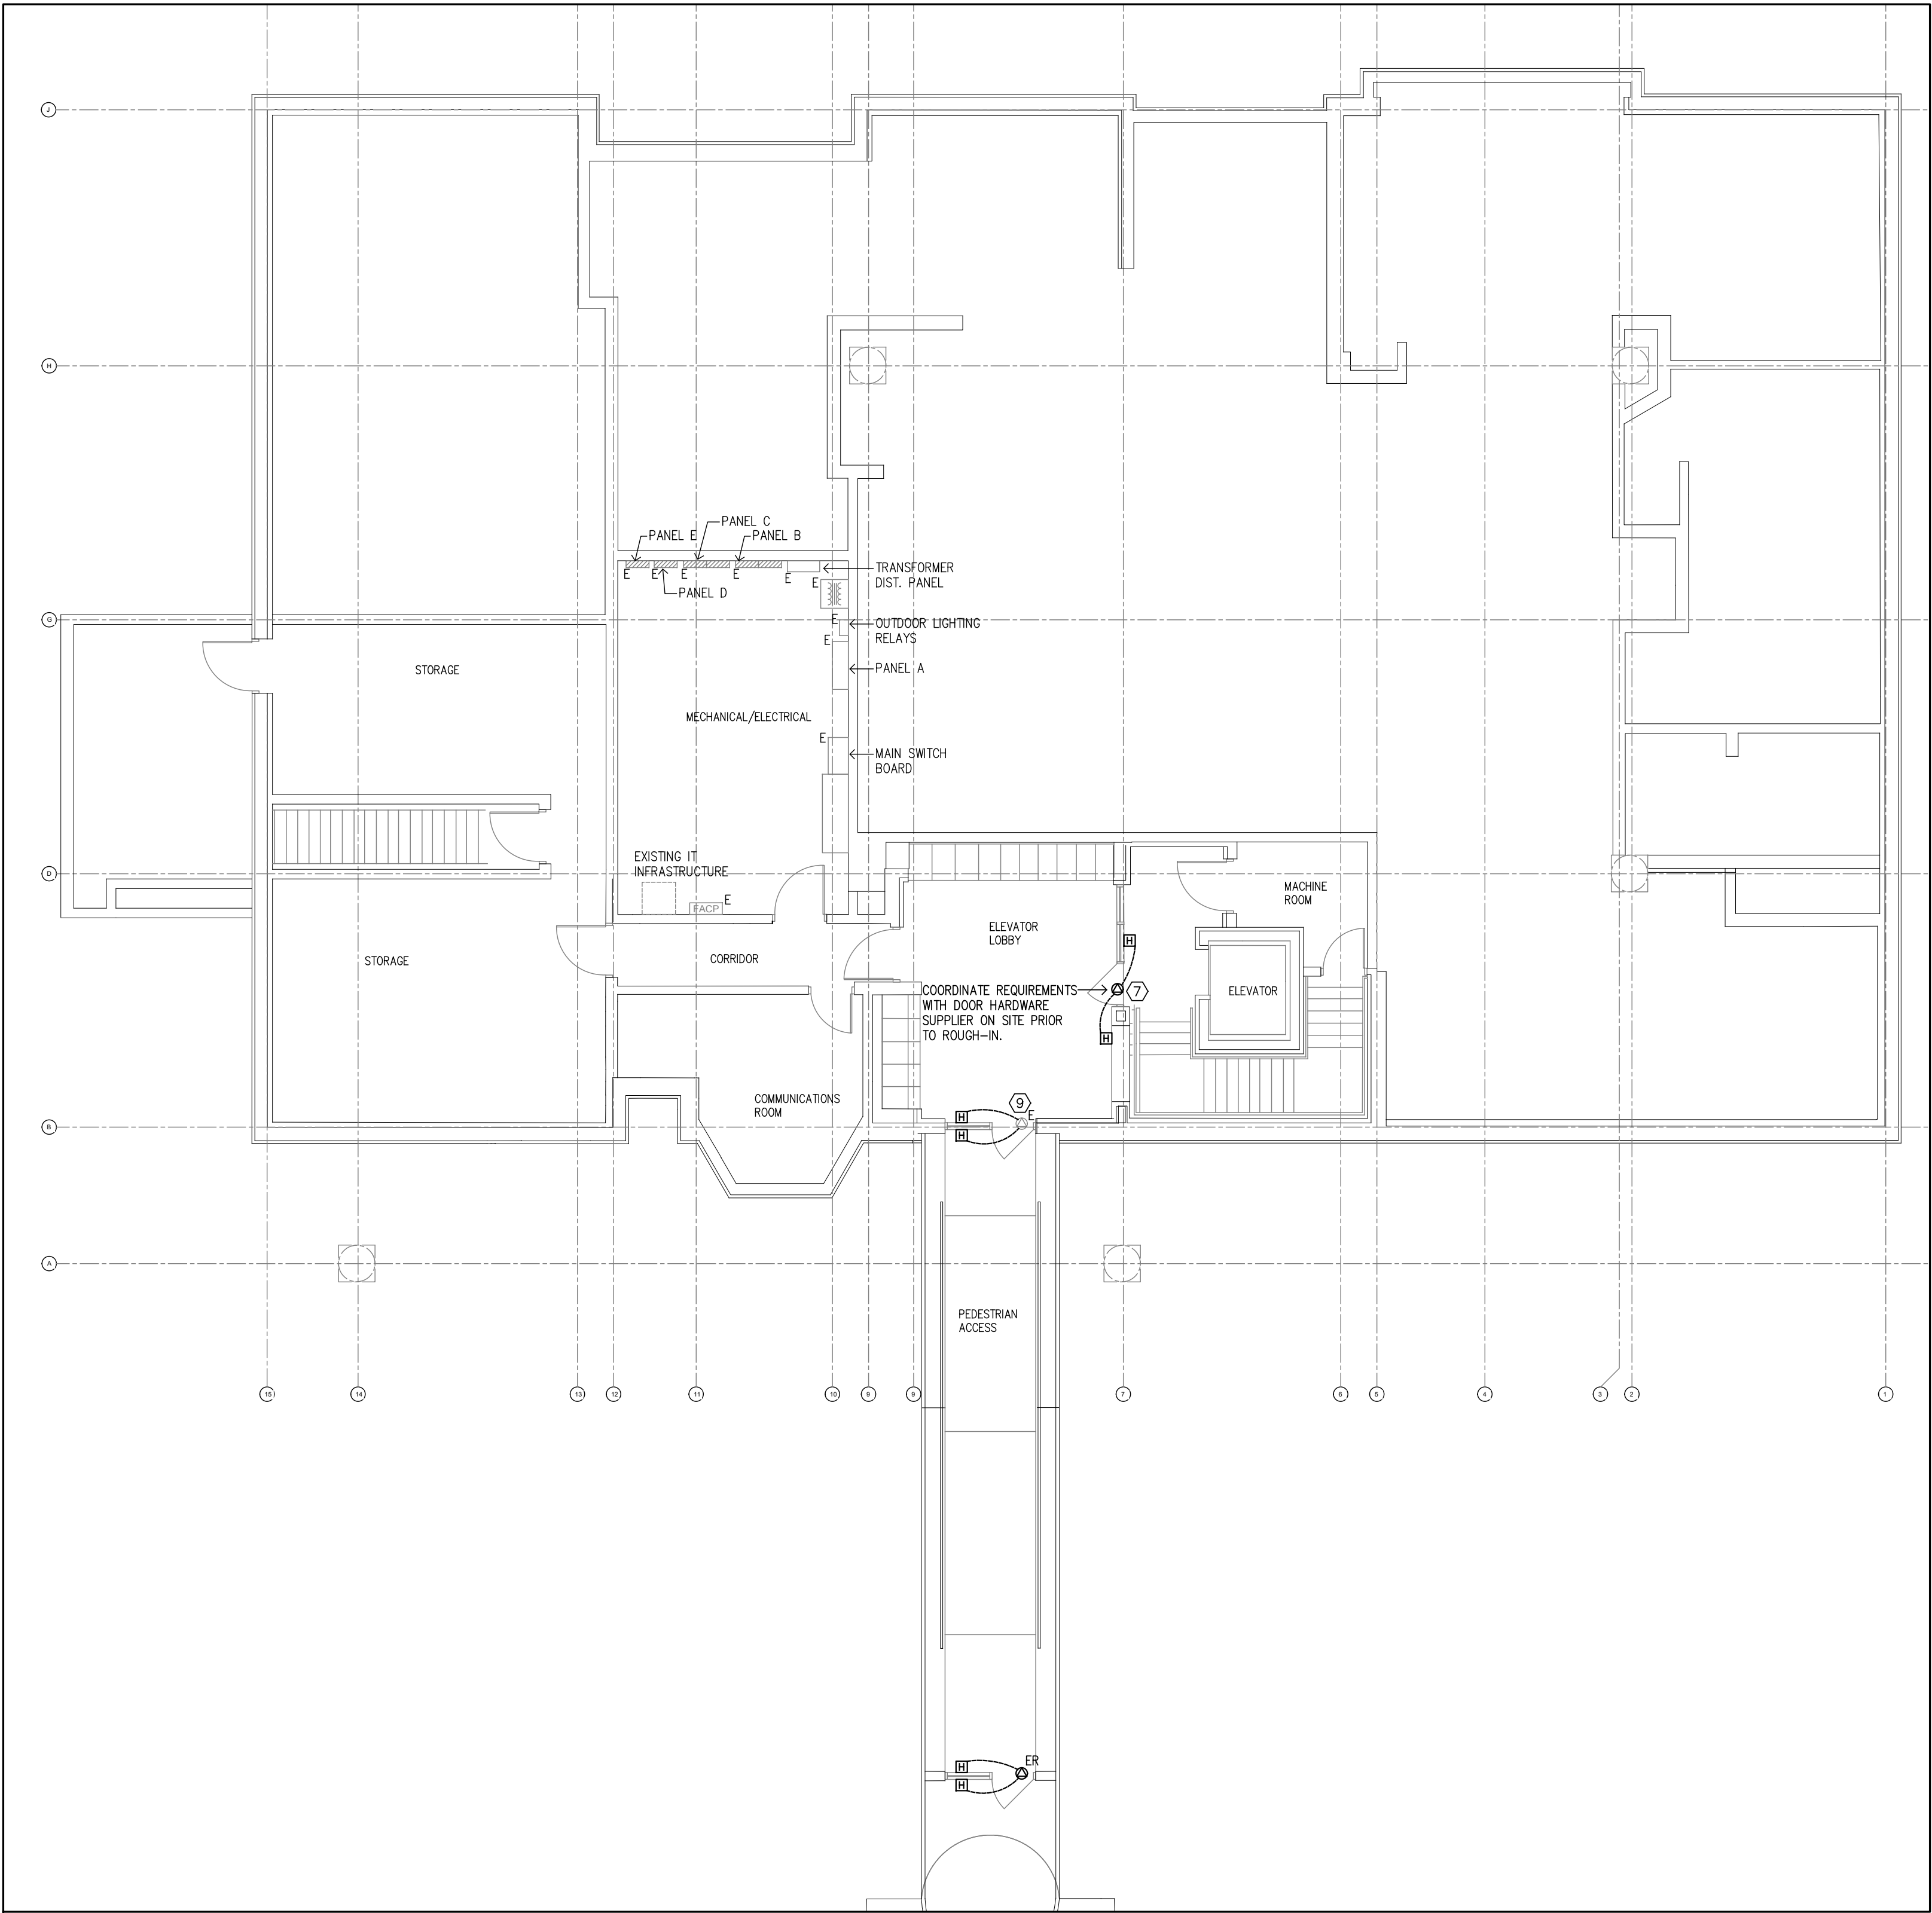 J
H
PANEL C
PANEL E
PANEL B
E
E
E
E
E
E
TRANSFORMER
DIST. PANEL
PANEL D
G
E
OUTDOOR LIGHTING
RELAYS
E
PANEL A
STORAGE
MECHANICAL/ELECTRICAL
E
MAIN SWITCH
BOARD
EXISTING IT
INFRASTRUCTURE
D
FACP
E
MACHINE
ROOM
ELEVATOR
LOBBY
H
STORAGE
CORRIDOR
COORDINATE REQUIREMENTS
WITH DOOR HARDWARE
SUPPLIER ON SITE PRIOR
TO ROUGH-IN.
7
ELEVATOR
H
COMMUNICATIONS
ROOM
9
H
E
B
H
A
PEDESTRIAN
ACCESS
15
14
13
12
11
10
9
9
7
6
5
4
3
2
1
ER
H
H